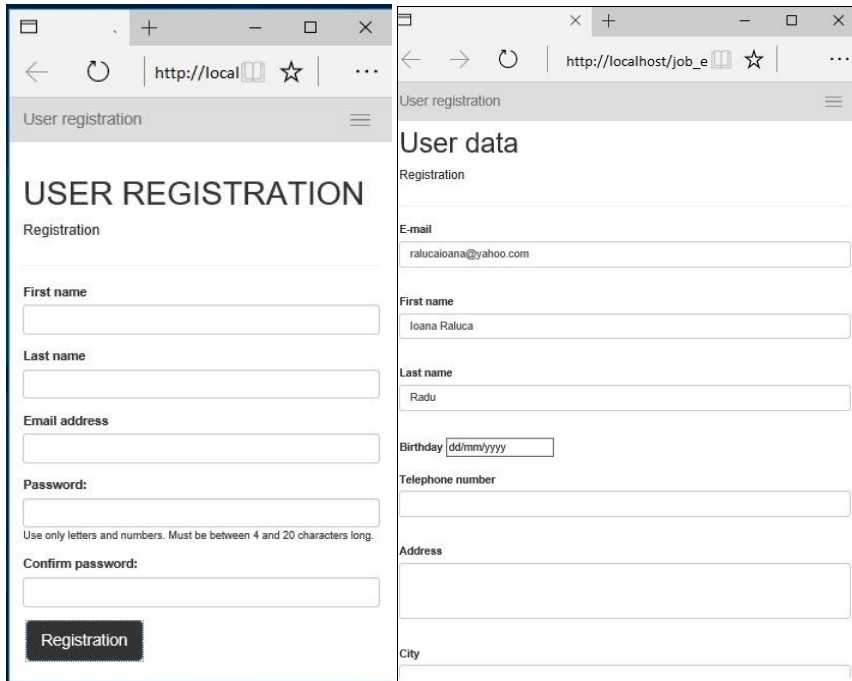 http://local
User registration
USER REGISTRATION
Registration
First name
Last name
Email address
Password:
Use only letters and numbers. Must be between 4 and 20 characters long.
Confirm password:
Registration
http://localhost/job_e
User registration
User data
Registration
E-mail
ralucaioana@yahoo.com
First name
Ioana Raluca
Last name
Radu
Birthday dd/mm/yyyy
Telephone number
Address
City